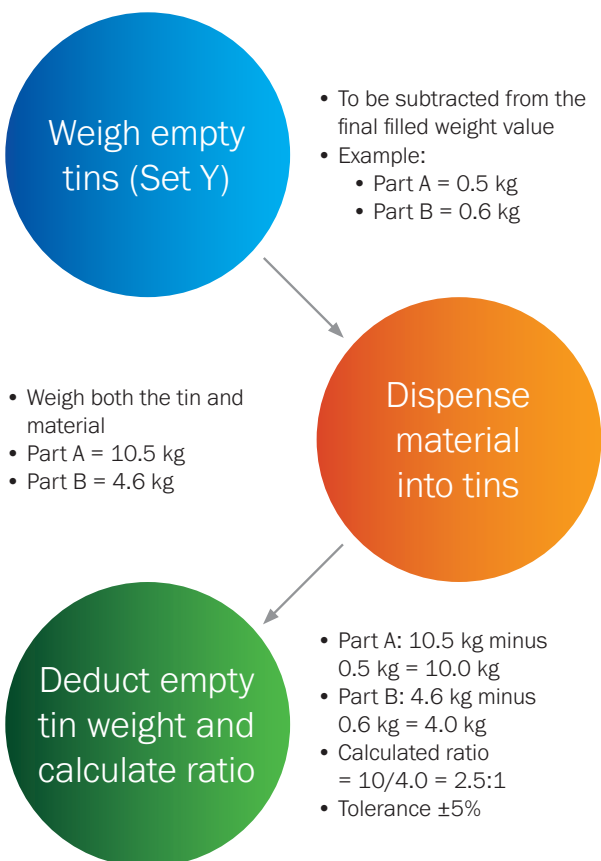 Weigh empty
tins (Set Y)
• To be subtracted from the
final filled weight value
• Example:
• Part A = 0.5 kg
• Part B = 0.6 kg
Dispense
material
into tins
• Weigh both the tin and
material
• Part A = 10.5 kg
• Part B = 4.6 kg
Deduct empty
tin weight and
calculate ratio
• Part A: 10.5 kg minus
0.5 kg = 10.0 kg
• Part B: 4.6 kg minus
0.6 kg = 4.0 kg
• Calculated ratio
= 10/4.0 = 2.5:1
• Tolerance ±5%